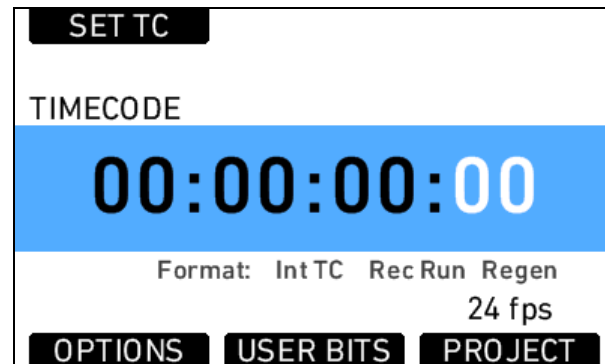 SET TC
TIMECODE
00:00:00:00
Format: Int TC Rec Run Regen
24 fps
OPTIONS USER BITS PROJECT